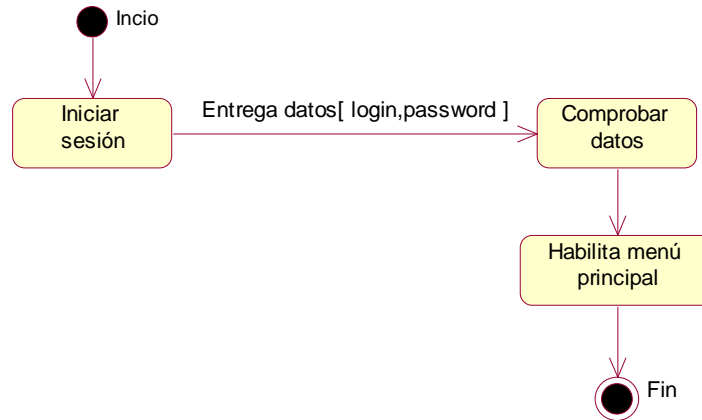 Incio
Iniciar
sesión
Entrega datos[ login,password ]
Comprobar
datos
Habilita menú
principal
Fin